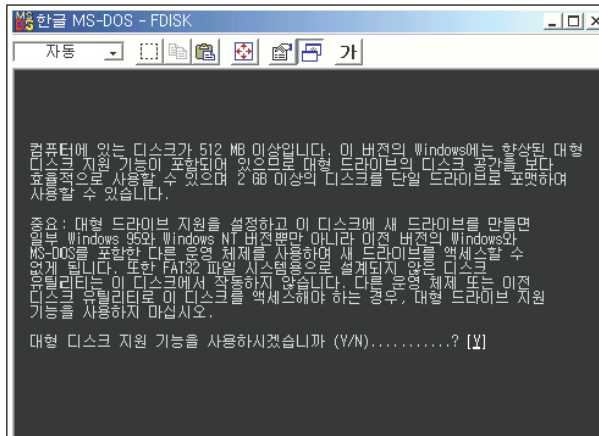 한글 MS-DOS - FDISK
자동
가
컴퓨터에 있는 디스크가 512 MB 이상입니다. 이 버전의 Windows에는 향상된 대형
디스크 지원 기능이 포함되어 있으므로 대형 드라이브의 디스크 공간을 보다
효율적으로 사용할 수 있으며 2 GB 이상의 디스크를 단일 드라이브로 포맷하여
사용할 수 있습니다.
중요: 대형 드라이브 지원을 설정하고 이 디스크에 새 드라이브를 만들면
일부 Windows 95와 Windows NT 버전뿐만 아니라 이전 버전의 Windows와
MS-DOS를 포함한 다른 운영 체제를 사용하여 새 드라이브를 액세스할 수
없게 됩니다. 또한 FAT32 파일 시스템용으로 설계되지 않은 디스크
유틸리티는 이 디스크에서 작동하지 않습니다. 다른 운영 체제 또는 이전
디스크 유틸리티로 이 디스크를 액세스해야 하는 경우, 대형 드라이브 지원
기능을 사용하지 마십시오.
대형 디스크 지원 기능을 사용하시겠습니까 (Y/N)...........? [Y]